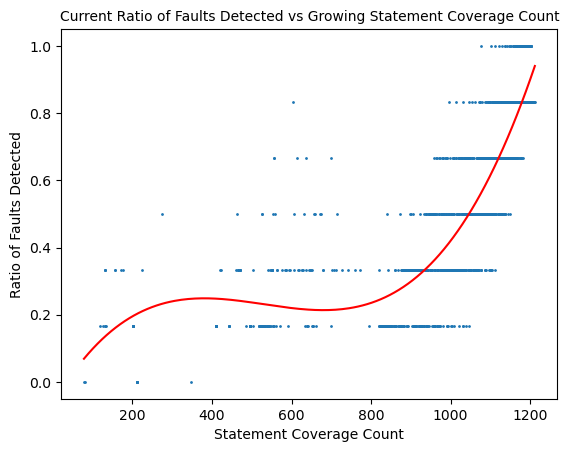 Current Ratio of Faults Detected vs Growing Statement Coverage Count
Ratio of Faults Detected
1.0
0.8
0.6
0.4
0.2
0.0
200 400 600 800 1000 1200
Statement Coverage Count